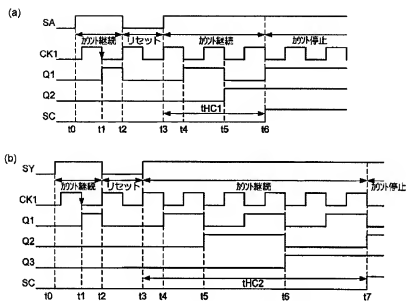 (a)
SA
カウント継続 リセット カウント継続 カウント停止
CK1
Q1
Q2
tHC1
SC
t0 t1 t2 t3 t4 t5 t6
(b)
SY
カウント継続 リセット カウント継続 カウント停止
CK1
Q1
Q2
Q3
tHC2
SC
t0 t1 t2 t3 t4 t5 t6 t7